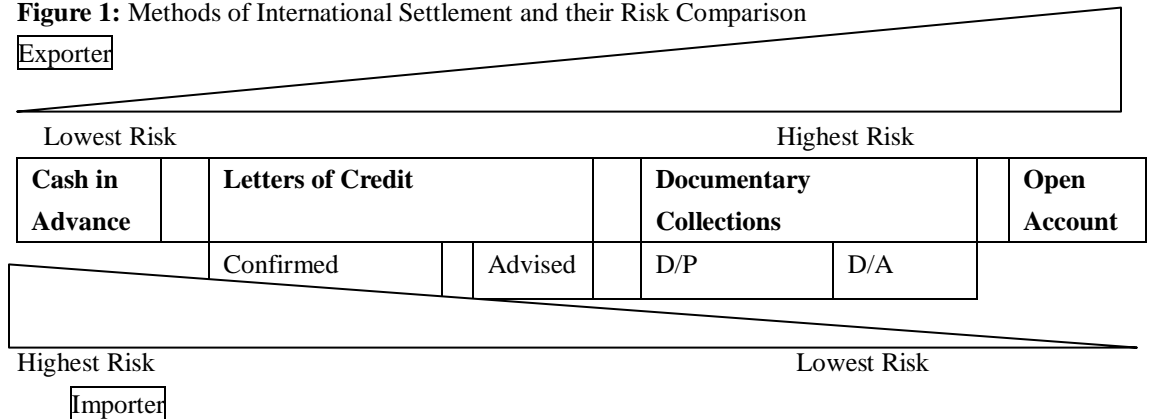 Figure 1: Methods of International Settlement and their Risk Comparison
Exporter
Lowest Risk Highest Risk
Cash in Letters of Credit Documentary Open
Advance Collections Account
Confirmed Advised D/P D/A
Highest Risk Lowest Risk
Importer